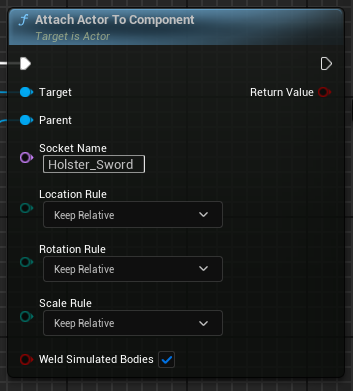 f Attach Actor To Component
Target is Actor
Target
Return Value
Parent
Socket Name
Holster_Sword
Location Rule
Keep Relative
Rotation Rule
Keep Relative
Scale Rule
Keep Relative
Weld Simulated Bodies